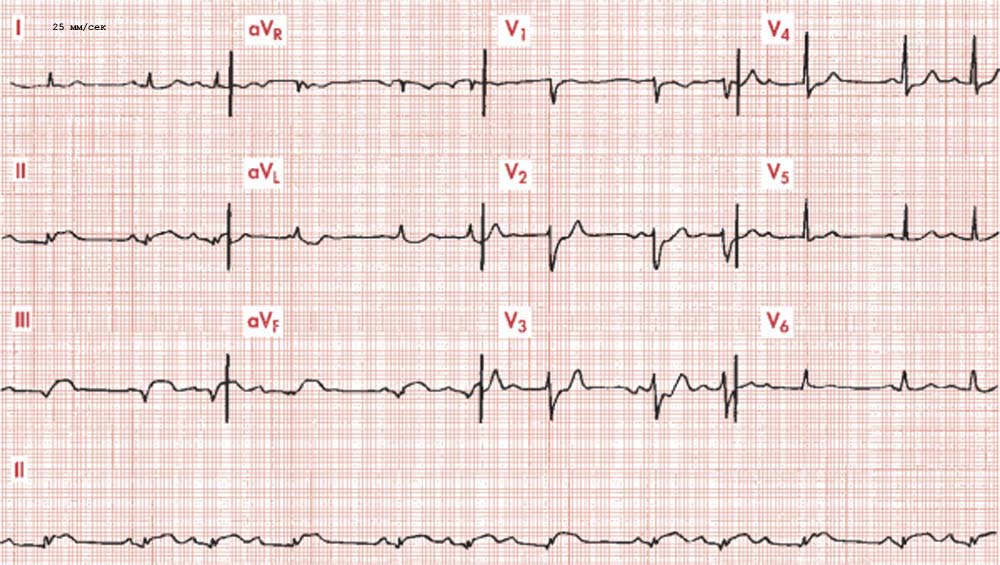 I 25 мм/сек aVR V1 V4
II aVL V2 V5
III aVF V3 V6
II